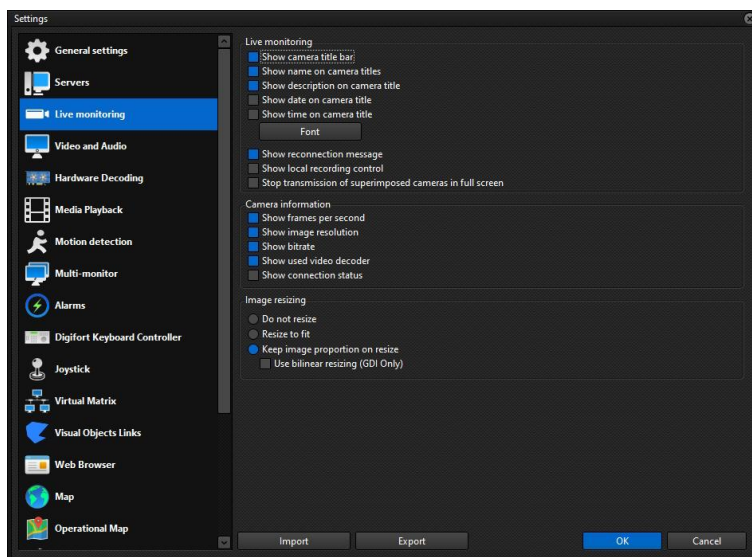 Settings
General settings
Servers
Live monitoring
Video and Audio
Hardware Decoding
Media Playback
Motion detection
Multi-monitor
Alarms
Digifort Keyboard Controller
Joystick
Virtual Matrix
Visual Objects Links
Web Browser
Map
Operational Map
Live monitoring
Show camera title bar
Show name on camera titles
Show description on camera title
Show date on camera title
Show time on camera title
Font
Show reconnection message
Show local recording control
Stop transmission of superimposed cameras in full screen
Camera information
Show frames per second
Show image resolution
Show bitrate
Show used video decoder
Show connection status
Image resizing
Do not resize
Resize to fit
Keep image proportion on resize
Use bilinear resizing (GDI Only)
Import
Export
OK
Cancel